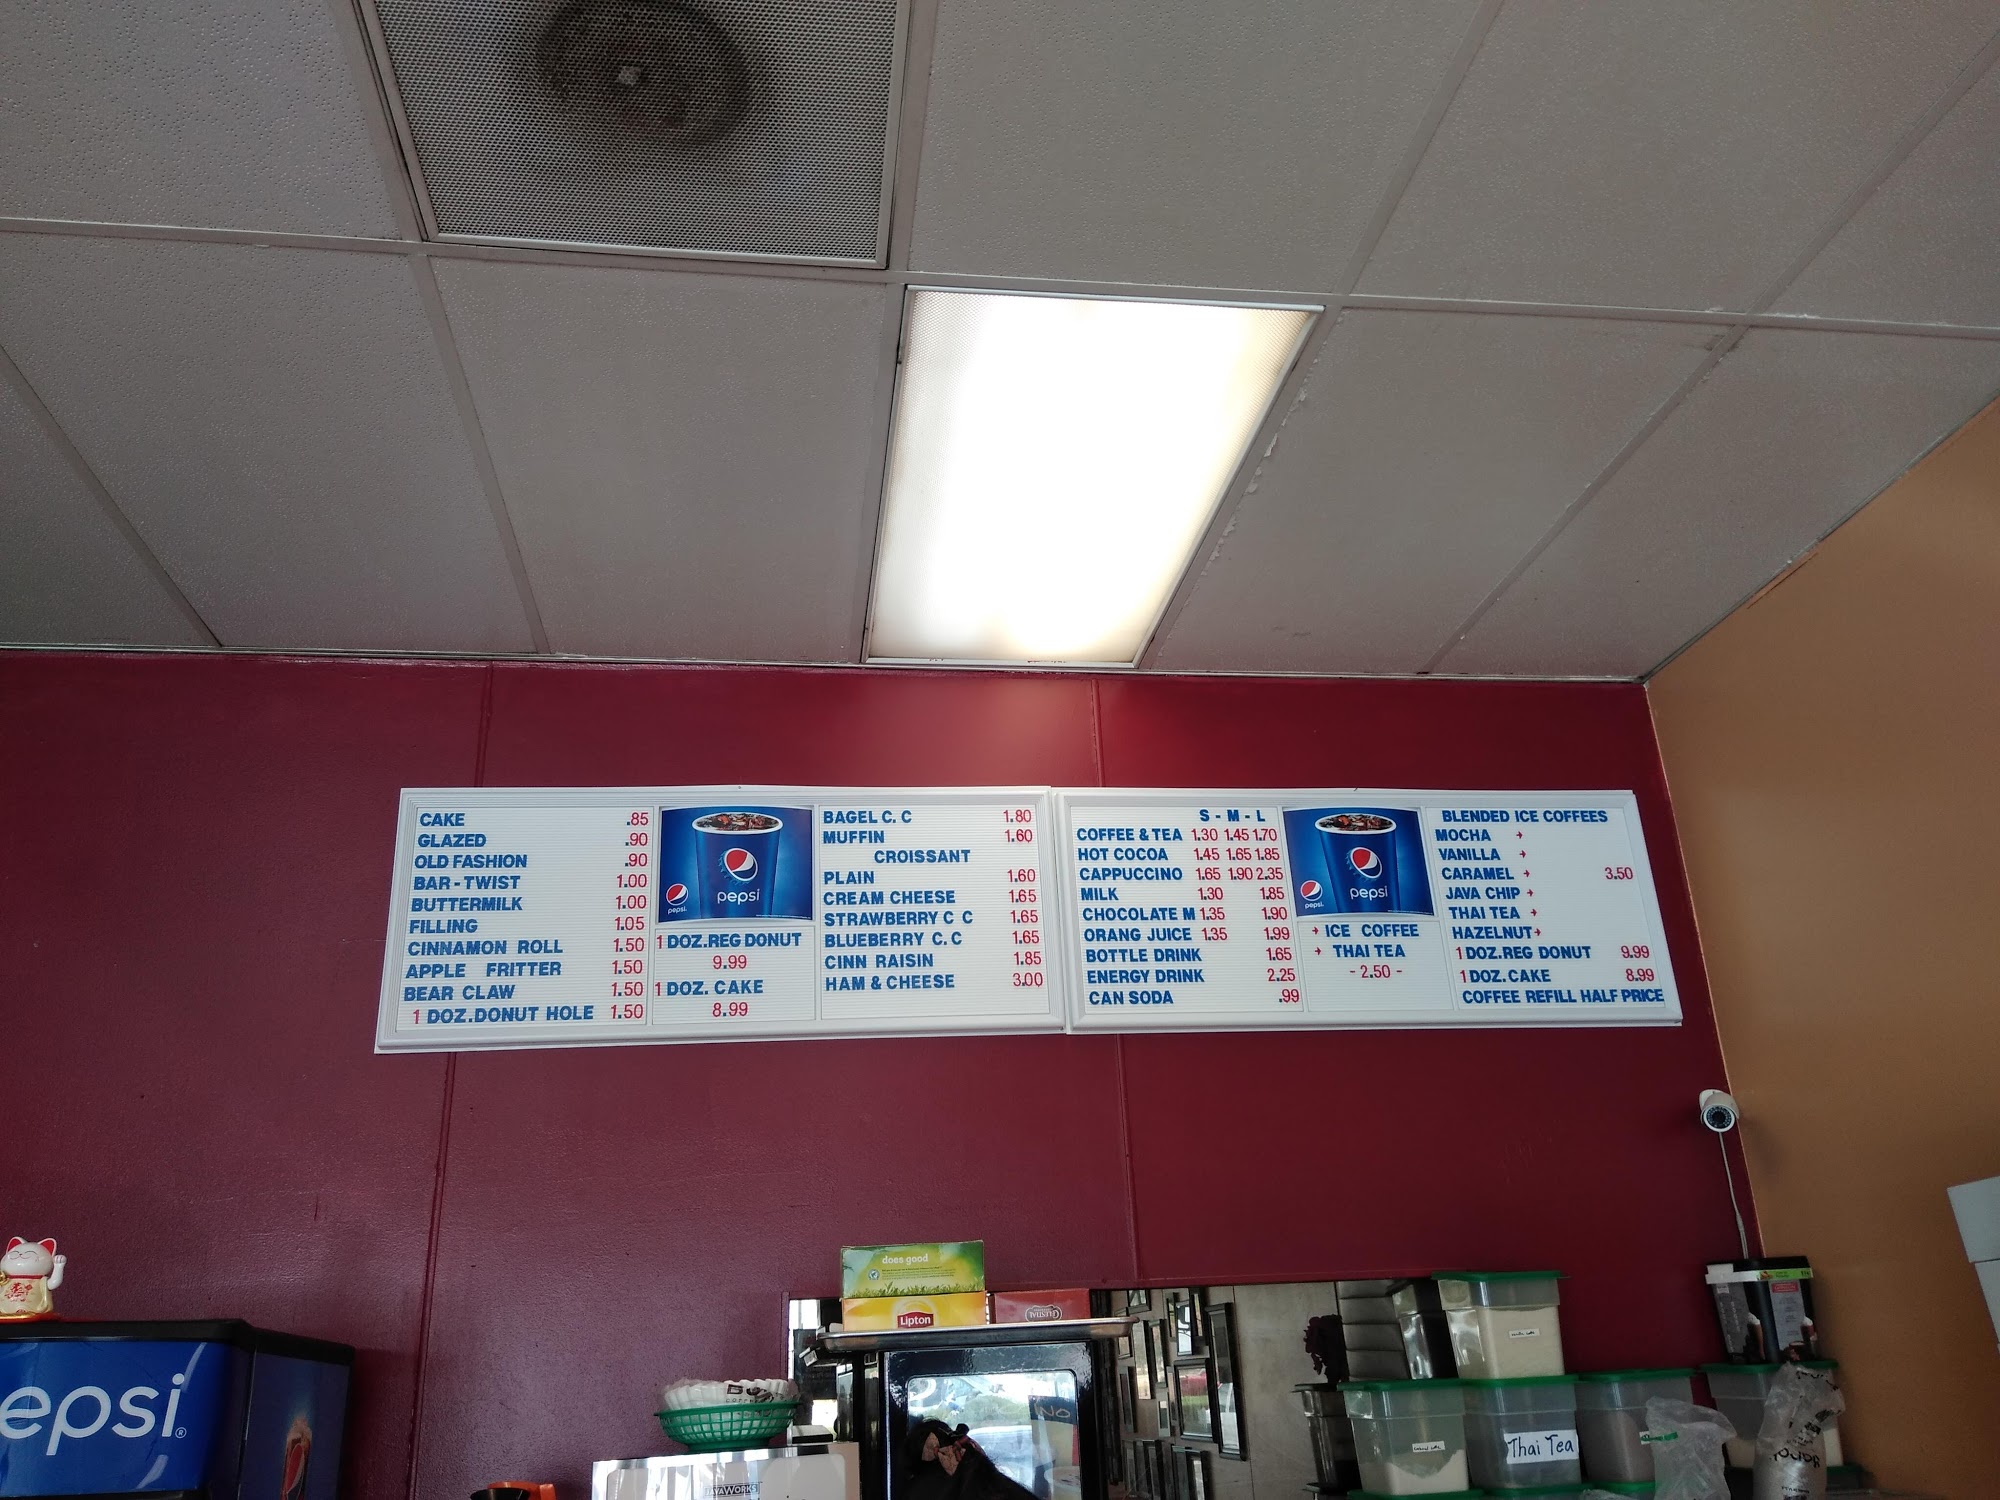 CAKE .85
GLAZED .90
OLD FASHION .90
BAR-TWIST 1.00
BUTTERMILK 1.00
FILLING 1.05
CINNAMON ROLL 1.50
APPLE FRITTER 1.50
BEAR CLAW 1.50
1 DOZ.DONUT HOLE 1.50
pepsi
pepsi.
1 DOZ.REG DONUT
9.99
1 DOZ. CAKE
8.99
BAGEL C. C 1.80
MUFFIN 1.60
CROISSANT
PLAIN 1.60
CREAM CHEESE 1.65
STRAWBERRY C C 1.65
BLUEBERRY C. C 1.65
CINN RAISIN 1.85
HAM & CHEESE 3.00
S - M - L
COFFEE & TEA 1.30 1.45 1.70
HOT COCOA 1.45 1.65 1.85
CAPPUCCINO 1.65 1.90 2.35
MILK 1.30 1.85
CHOCOLATE M 1.35 1.90
ORANG JUICE 1.35 1.99
BOTTLE DRINK 1.65
ENERGY DRINK 2.25
CAN SODA .99
pepsi
pepsi.
→ ICE COFFEE
→ THAI TEA
- 2.50 -
BLENDED ICE COFFEES
MOCHA →
VANILLA →
CARAMEL → 3.50
JAVA CHIP →
THAI TEA →
HAZELNUT →
1 DOZ.REG DONUT 9.99
1 DOZ. CAKE 8.99
COFFEE REFILL HALF PRICE
does good
Lipton
CELESTIAL
epsi®
JAVAWORKS
NO
Thai Tea